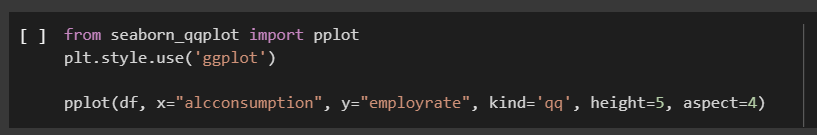 [ ] from seaborn_qqplot import pplot
plt.style.use('ggplot')
pplot(df, x="alcconsumption", y="employrate", kind='qq', height=5, aspect=4)